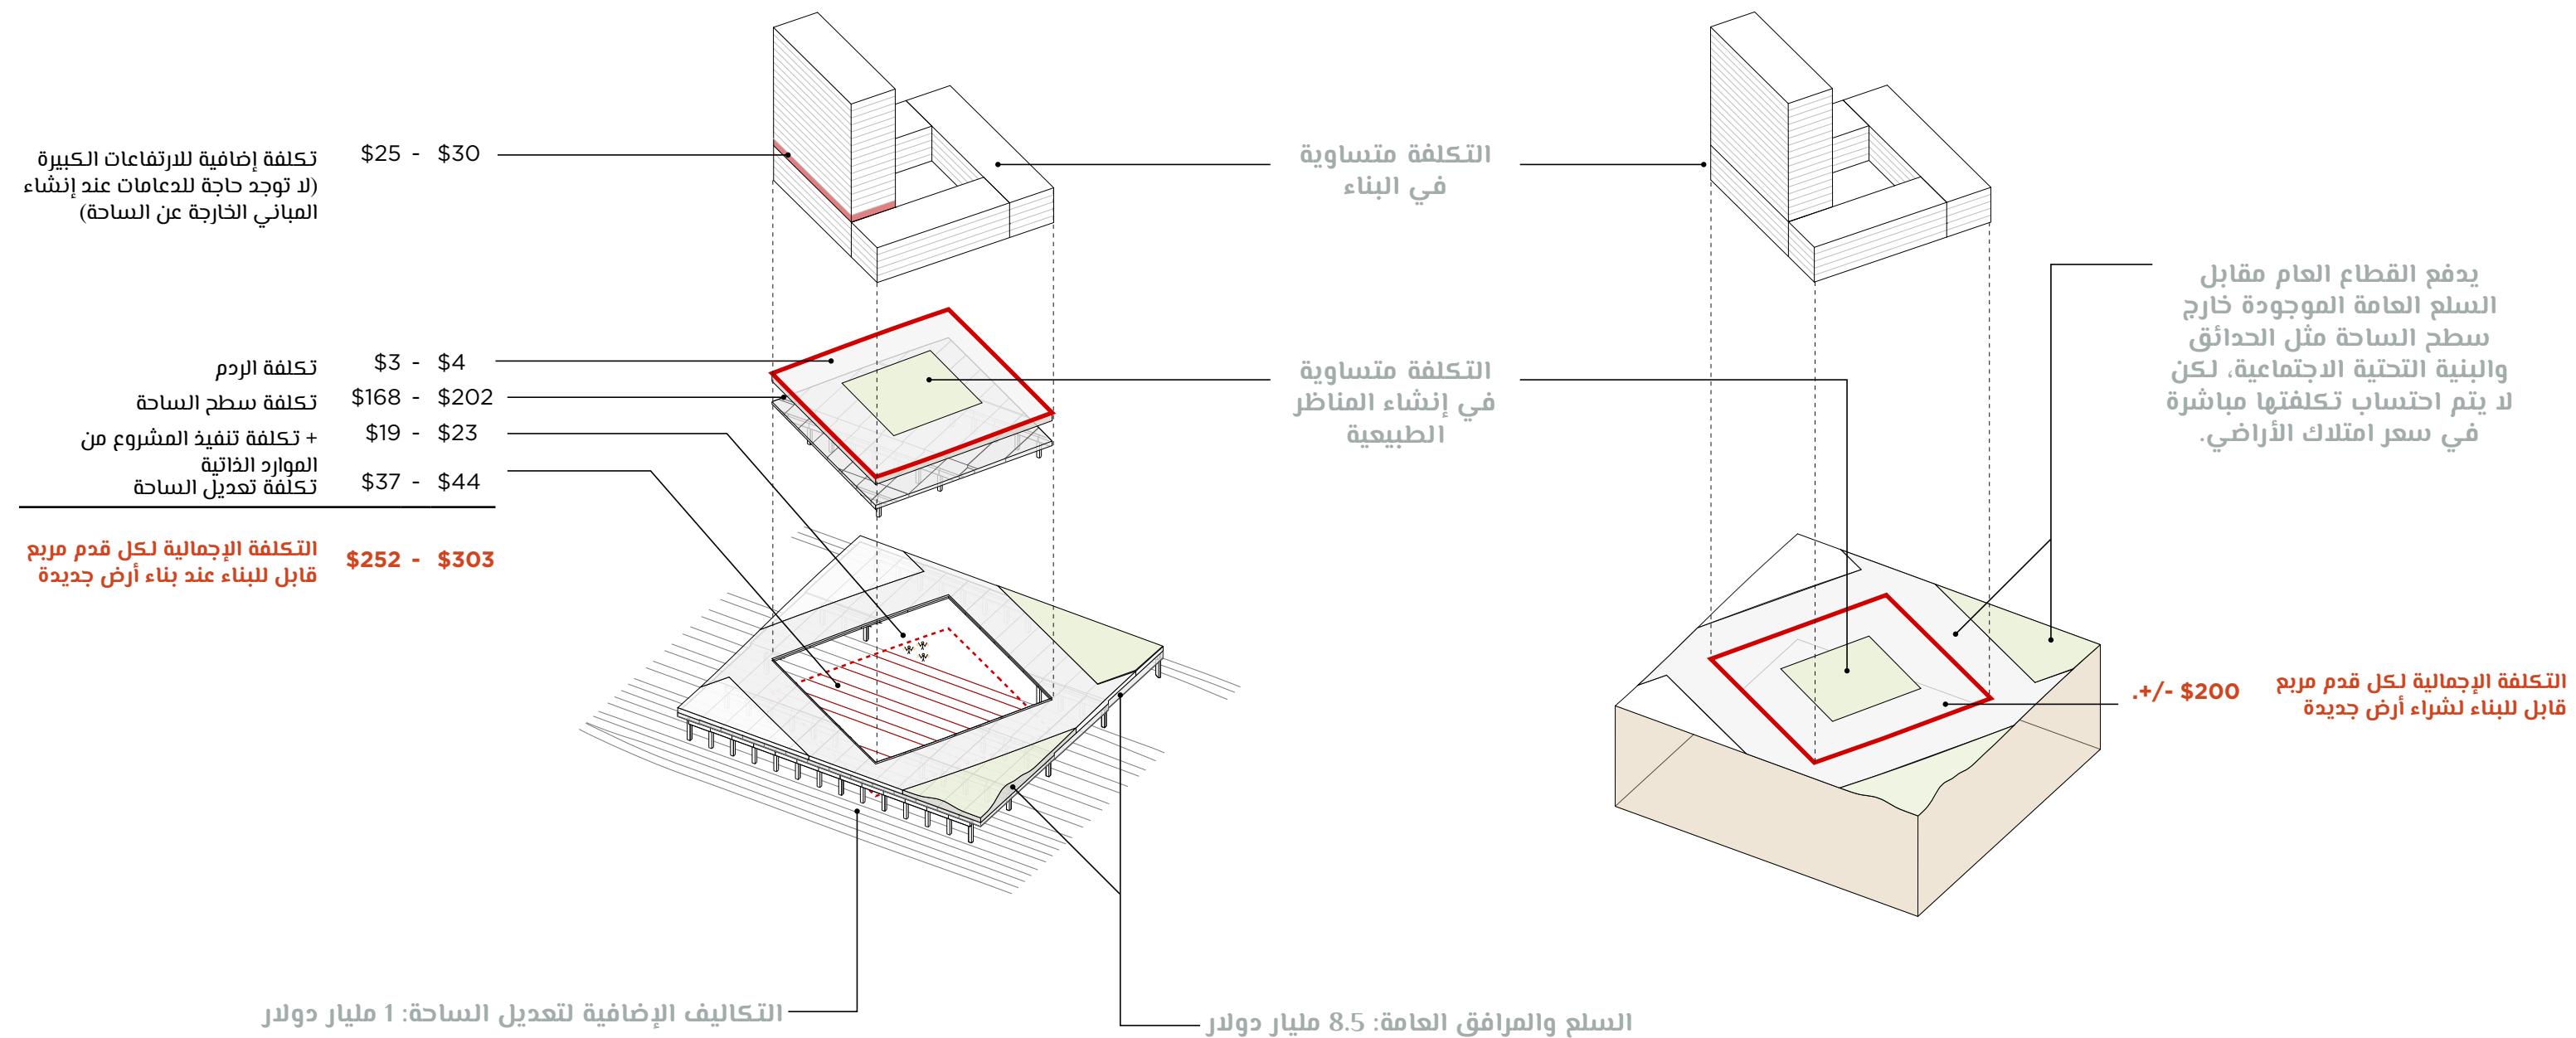 تكلفة إضافية للارتفاعات الكبيرة $25 - $30
(لا توجد حاجة للدعامات عند إنشاء
المباني الخارجة عن الساحة)
تكلفة الردم $3 - $4
تكلفة سطح الساحة $168 - $202
+ تكلفة تنفيذ المشروع من $19 - $23
الموارد الذاتية
تكلفة تعديل الساحة $37 - $44
التكلفة الإجمالية لكل قدم مربع $252 - $303
قابل للبناء عند بناء أرض جديدة
التكلفة متساوية
في البناء
التكلفة متساوية
في إنشاء المناظر
الطبيعية
يدفع القطاع العام مقابل
السلع العامة الموجودة خارج
سطح الساحة مثل الحدائق
والبنية التحتية الاجتماعية، لكن
لا يتم احتساب تكلفتها مباشرة
في سعر امتلاك الأراضي.
التكلفة الإجمالية لكل قدم مربع
قابل للبناء لشراء أرض جديدة
.+/- $200
السلع والمرافق العامة: 8.5 مليار دولار
التكاليف الإضافية لتعديل الساحة: 1 مليار دولار